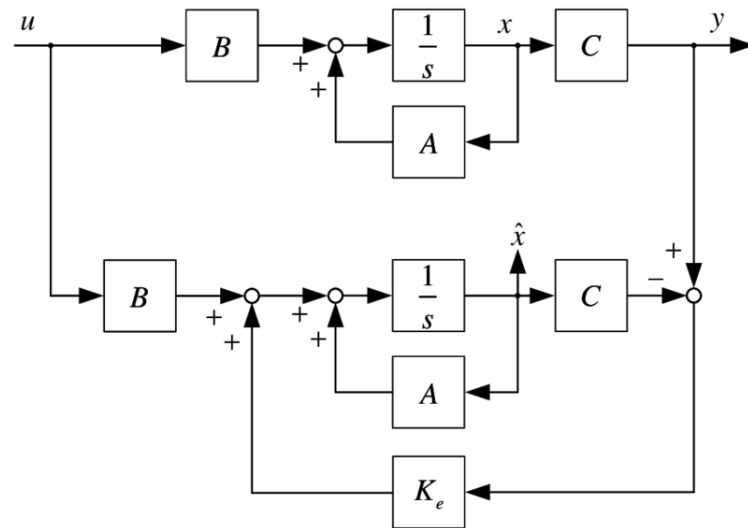 u B + + 1/s x C y
A
x̂
B + + + + 1/s C − +
A
K_e